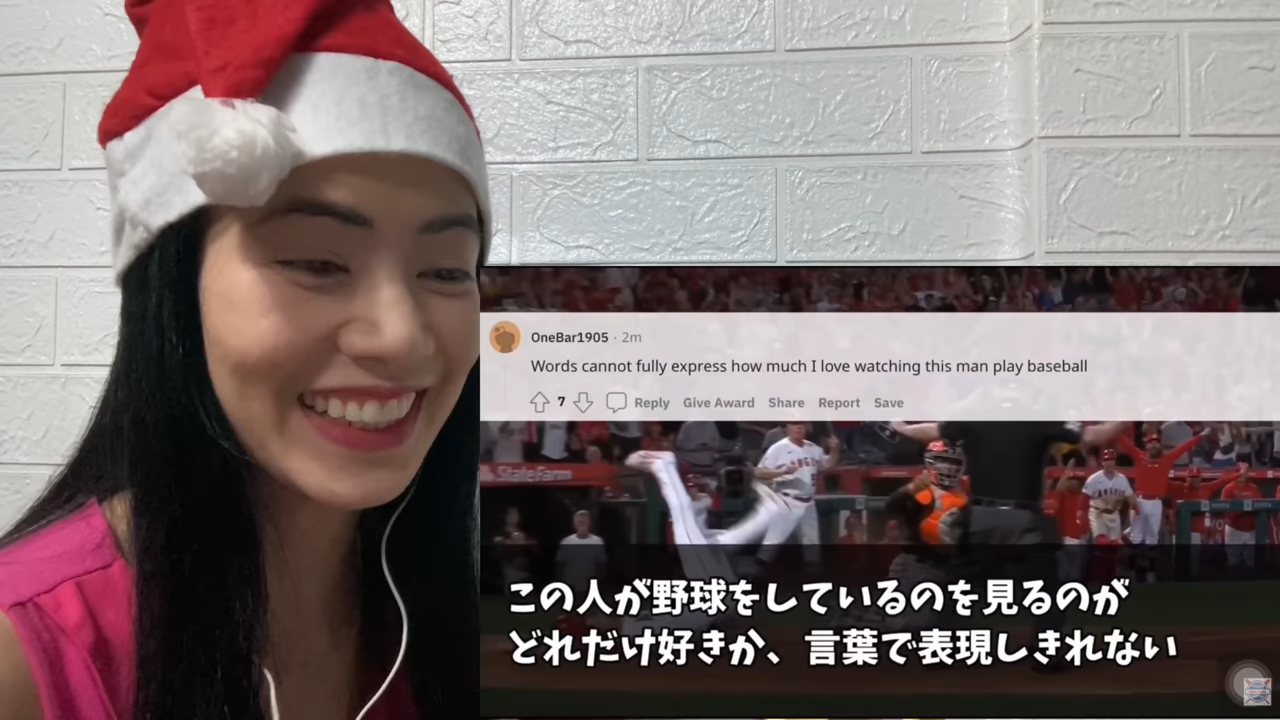 OneBar1905 · 2m
Words cannot fully express how much I love watching this man play baseball
7 Reply Give Award Share Report Save
State Farm
ANGELS
この人が野球をしているのを見るのが
どれだけ好きか、言葉で表現しきれない